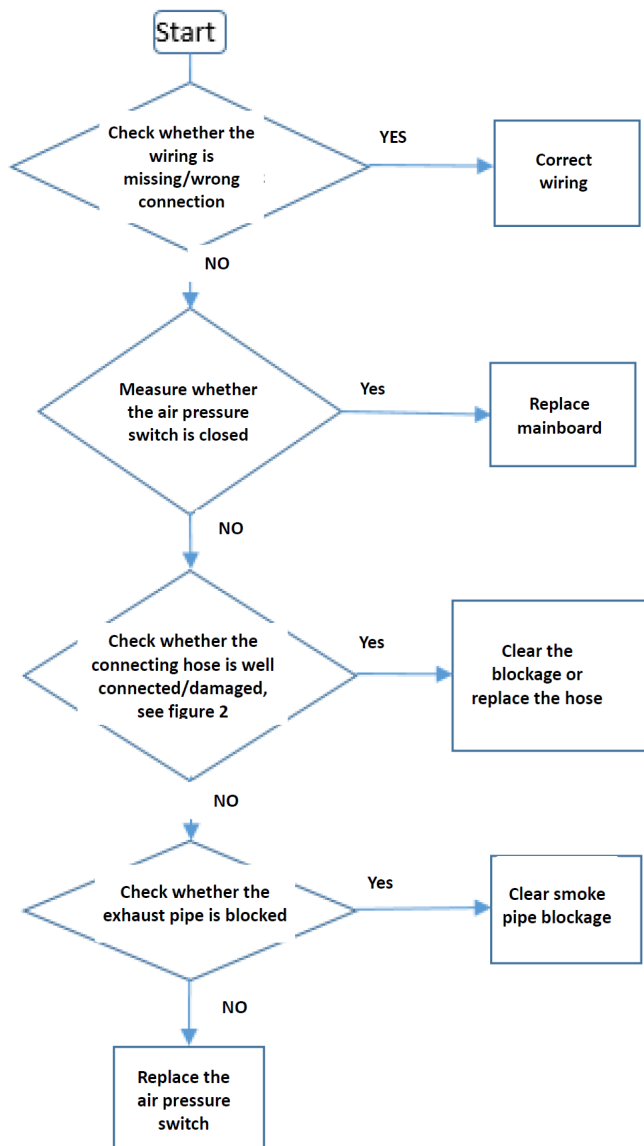 Start
Check whether the
wiring is
missing/wrong
connection
YES
Correct
wiring
NO
Measure whether
the air pressure
switch is closed
Yes
Replace
mainboard
NO
Check whether the
connecting hose is well
connected/damaged,
see figure 2
Yes
Clear the
blockage or
replace the hose
NO
Check whether the
exhaust pipe is blocked
Yes
Clear smoke
pipe blockage
NO
Replace the
air pressure
switch